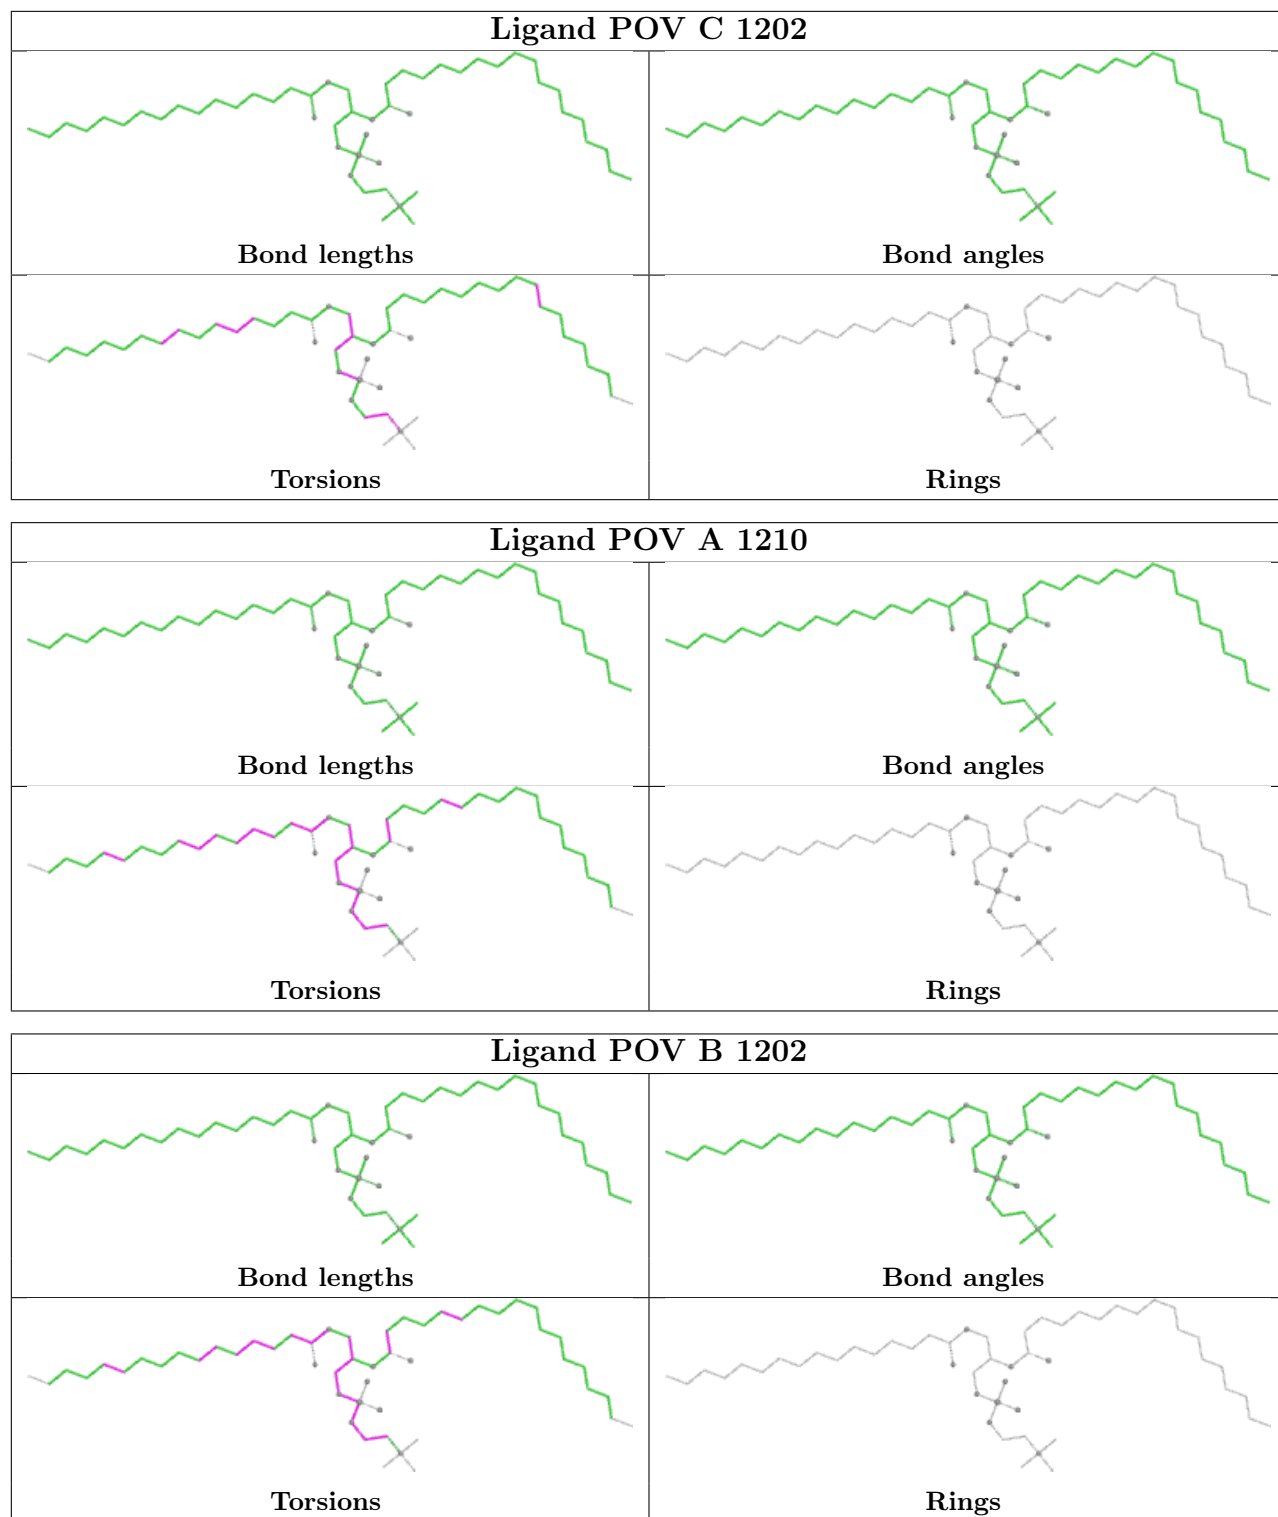 Ligand POV C 1202
Bond lengths
Bond angles
Torsions
Rings
Ligand POV A 1210
Bond lengths
Bond angles
Torsions
Rings
Ligand POV B 1202
Bond lengths
Bond angles
Torsions
Rings